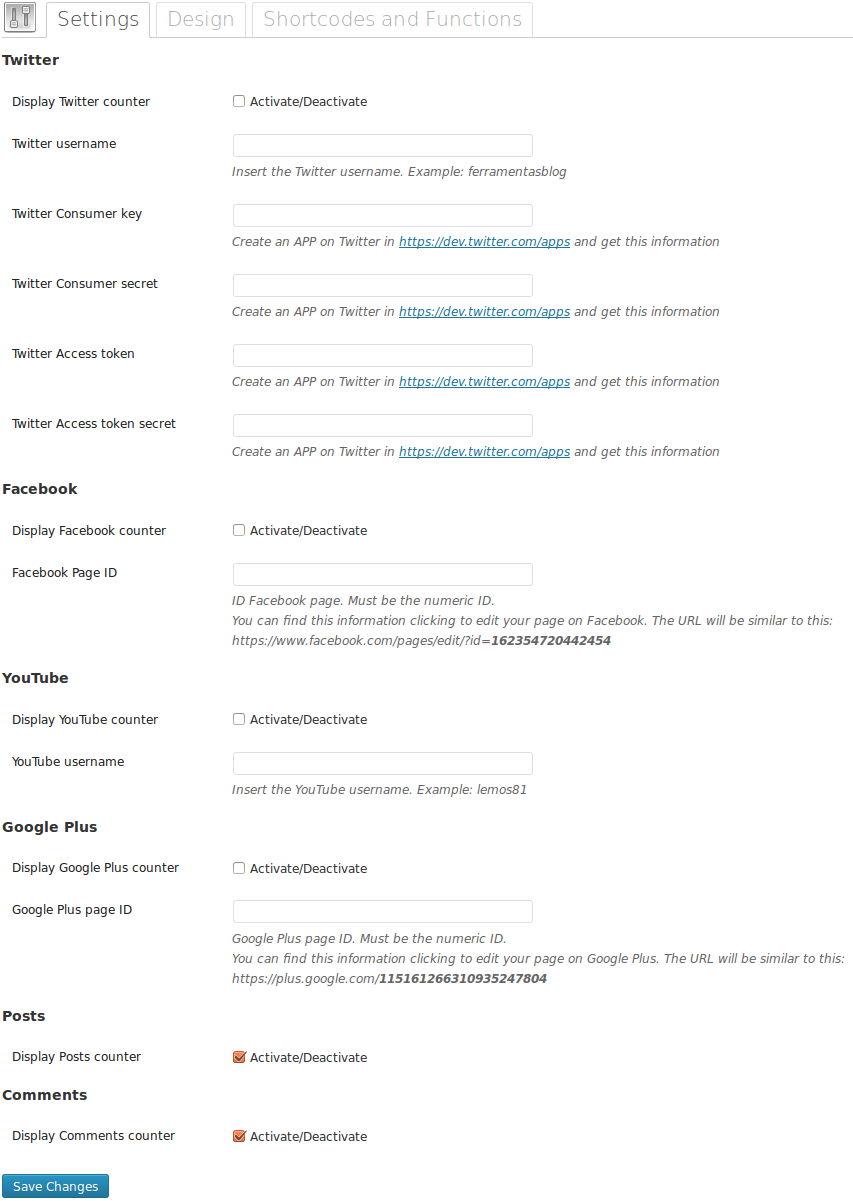 Settings
Design
Shortcodes and Functions
Twitter
Display Twitter counter
Activate/Deactivate
Twitter username
Insert the Twitter username. Example: ferramentasblog
Twitter Consumer key
Create an APP on Twitter in https://dev.twitter.com/apps and get this information
Twitter Consumer secret
Create an APP on Twitter in https://dev.twitter.com/apps and get this information
Twitter Access token
Create an APP on Twitter in https://dev.twitter.com/apps and get this information
Twitter Access token secret
Create an APP on Twitter in https://dev.twitter.com/apps and get this information
Facebook
Display Facebook counter
Activate/Deactivate
Facebook Page ID
ID Facebook page. Must be the numeric ID.
You can find this information clicking to edit your page on Facebook. The URL will be similar to this:
https://www.facebook.com/pages/edit/?id=162354720442454
YouTube
Display YouTube counter
Activate/Deactivate
YouTube username
Insert the YouTube username. Example: lemos81
Google Plus
Display Google Plus counter
Activate/Deactivate
Google Plus page ID
Google Plus page ID. Must be the numeric ID.
You can find this information clicking to edit your page on Google Plus. The URL will be similar to this:
https://plus.google.com/115161266310935247804
Posts
Display Posts counter
Activate/Deactivate
Comments
Display Comments counter
Activate/Deactivate
Save Changes